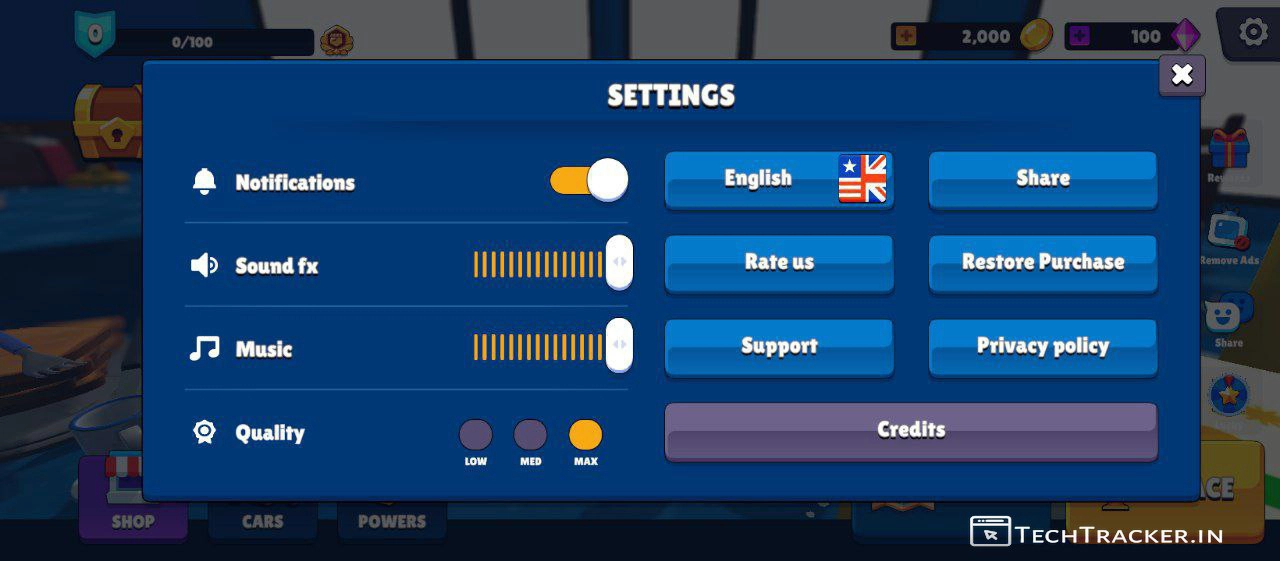 0
0/100
2,000
100
SETTINGS
Notifications
English
Share
Sound fx
Rate us
Restore Purchase
Music
Support
Privacy policy
Quality
LOW
MED
MAX
Credits
Rewards
Remove Ads
Share
SHOP
CARS
POWERS
TECHTRACKER.IN